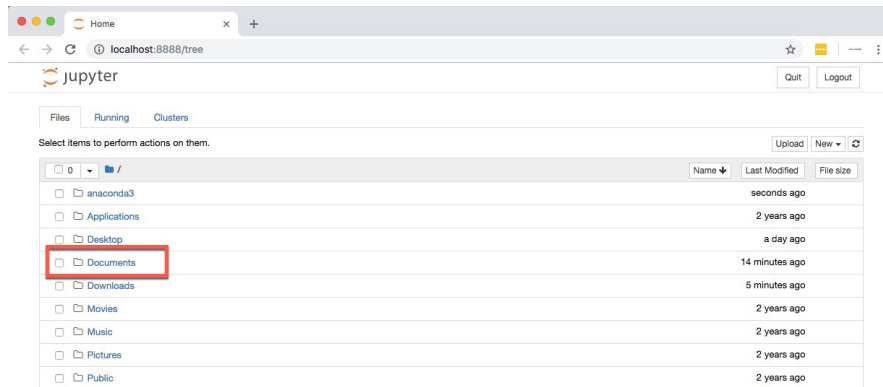 Home
localhost:8888/tree
jupyter
Quit Logout
Files Running Clusters
Select items to perform actions on them.
Upload New
0 / Name Last Modified File size
anaconda3 seconds ago
Applications 2 years ago
Desktop a day ago
Documents 14 minutes ago
Downloads 5 minutes ago
Movies 2 years ago
Music 2 years ago
Pictures 2 years ago
Public 2 years ago